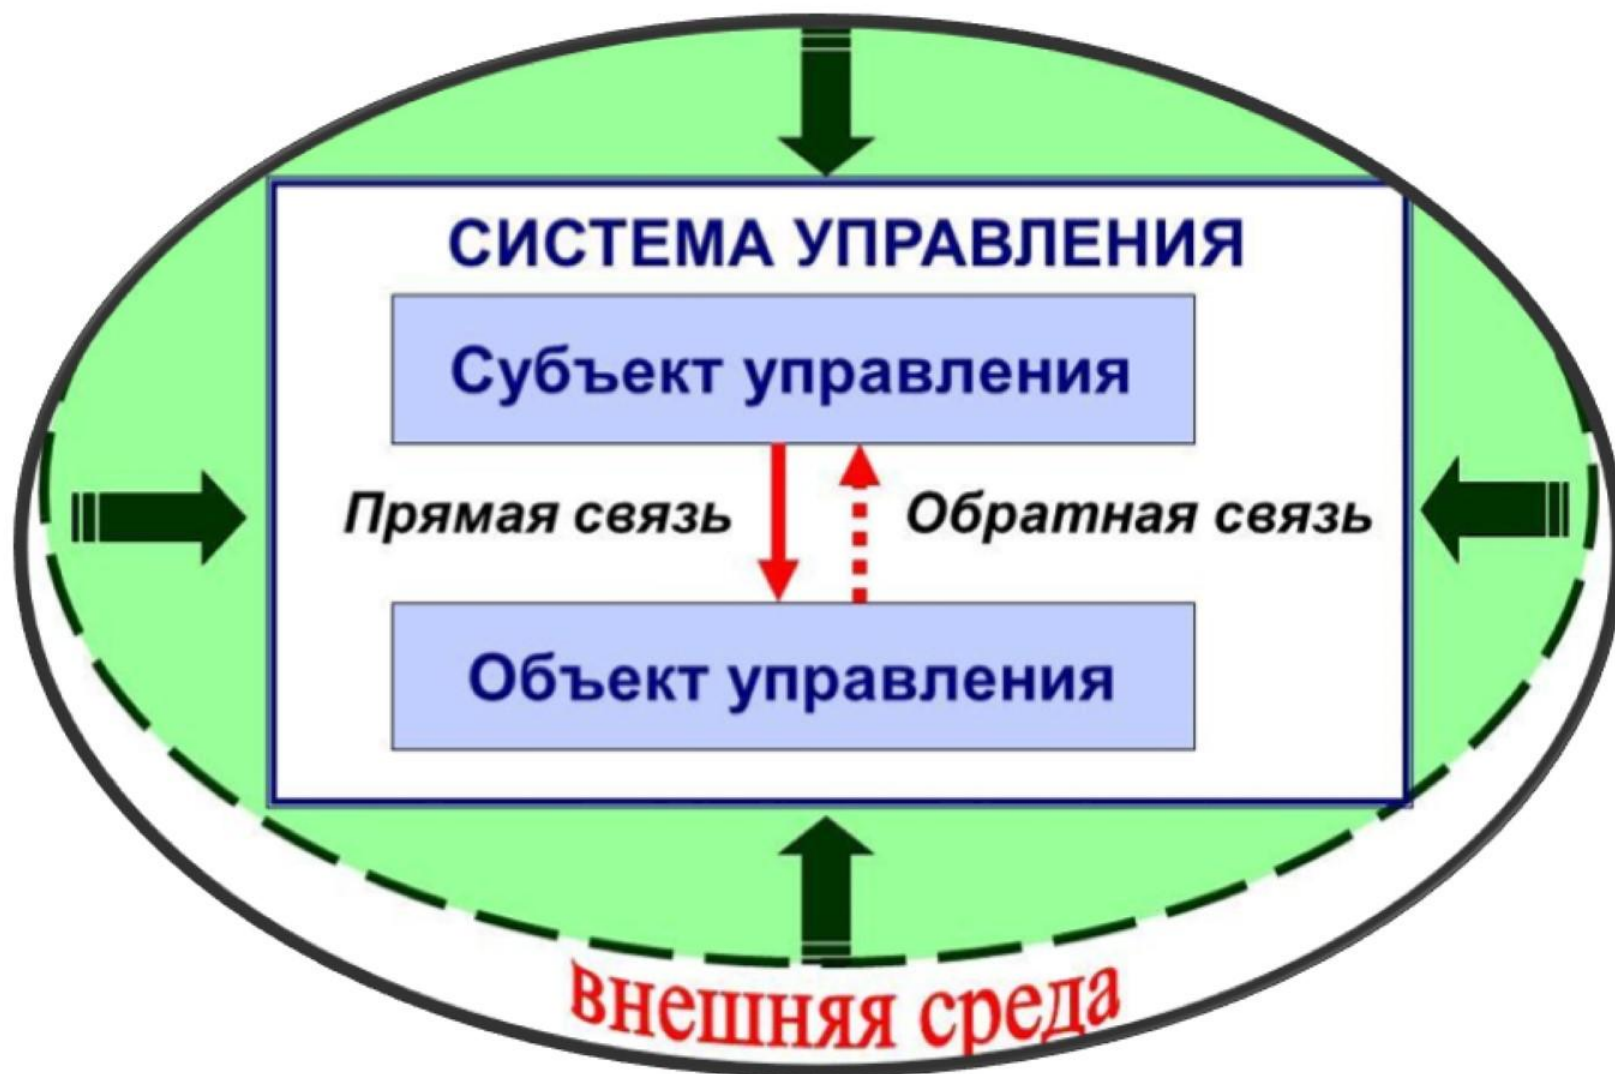 СИСТЕМА УПРАВЛЕНИЯ
Субъект управления
Прямая связь
Обратная связь
Объект управления
внешняя среда